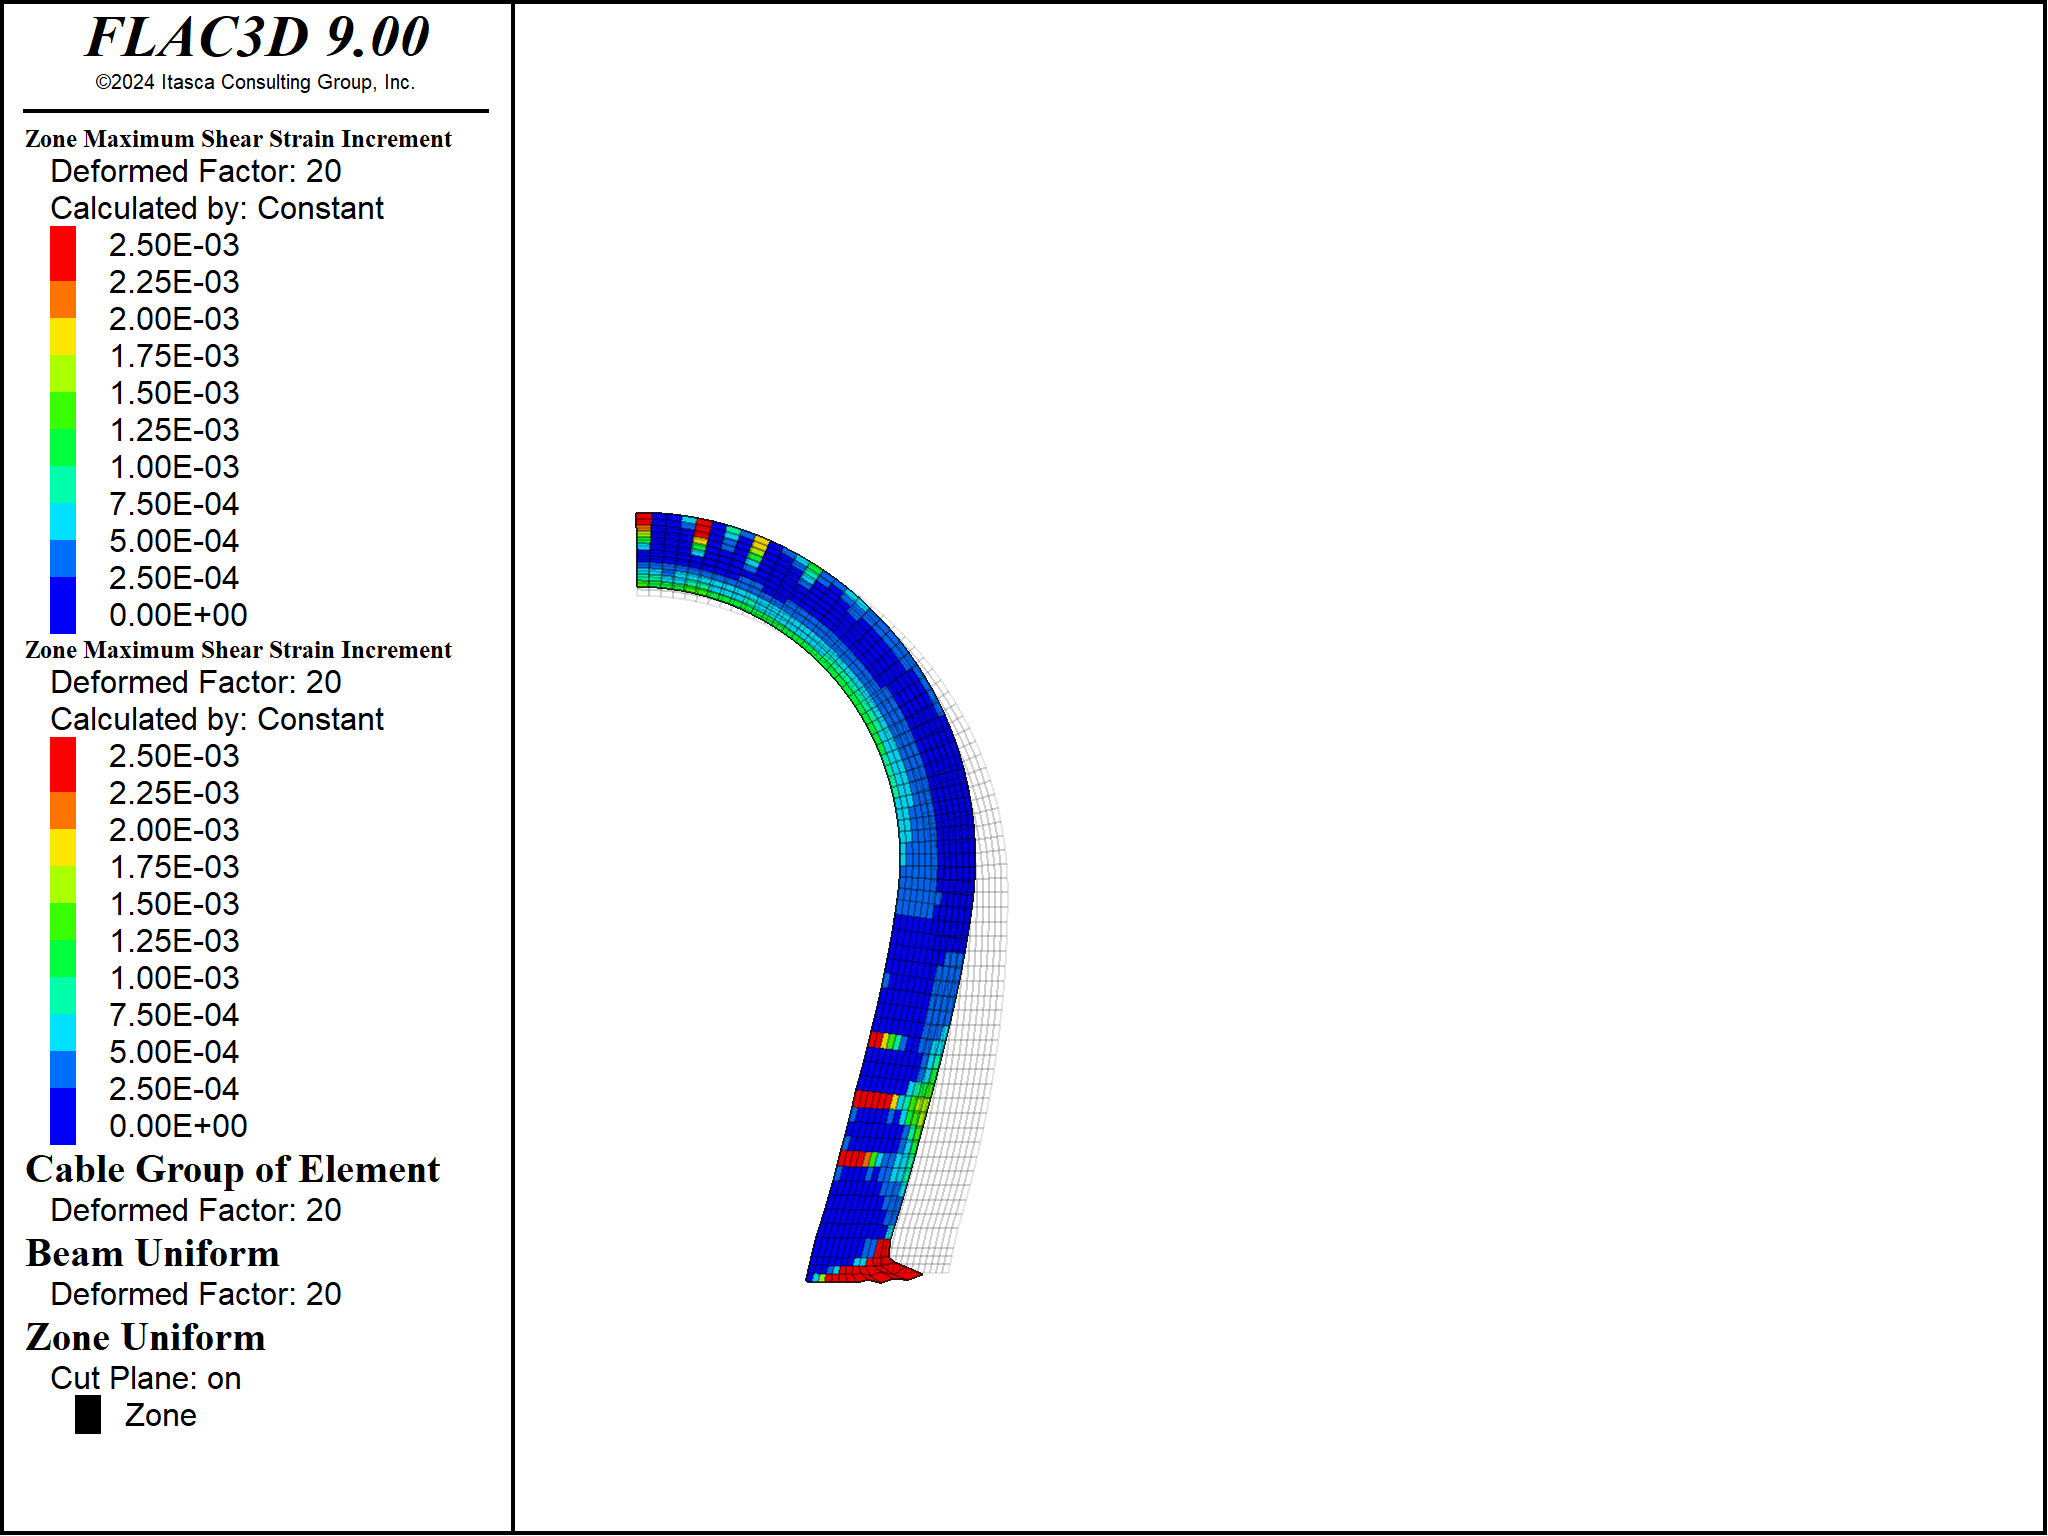 FLAC3D 9.00
©2024 Itasca Consulting Group, Inc.
Zone Maximum Shear Strain Increment
Deformed Factor: 20
Calculated by: Constant
2.50E-03
2.25E-03
2.00E-03
1.75E-03
1.50E-03
1.25E-03
1.00E-03
7.50E-04
5.00E-04
2.50E-04
0.00E+00
Zone Maximum Shear Strain Increment
Deformed Factor: 20
Calculated by: Constant
2.50E-03
2.25E-03
2.00E-03
1.75E-03
1.50E-03
1.25E-03
1.00E-03
7.50E-04
5.00E-04
2.50E-04
0.00E+00
Cable Group of Element
Deformed Factor: 20
Beam Uniform
Deformed Factor: 20
Zone Uniform
Cut Plane: on
Zone